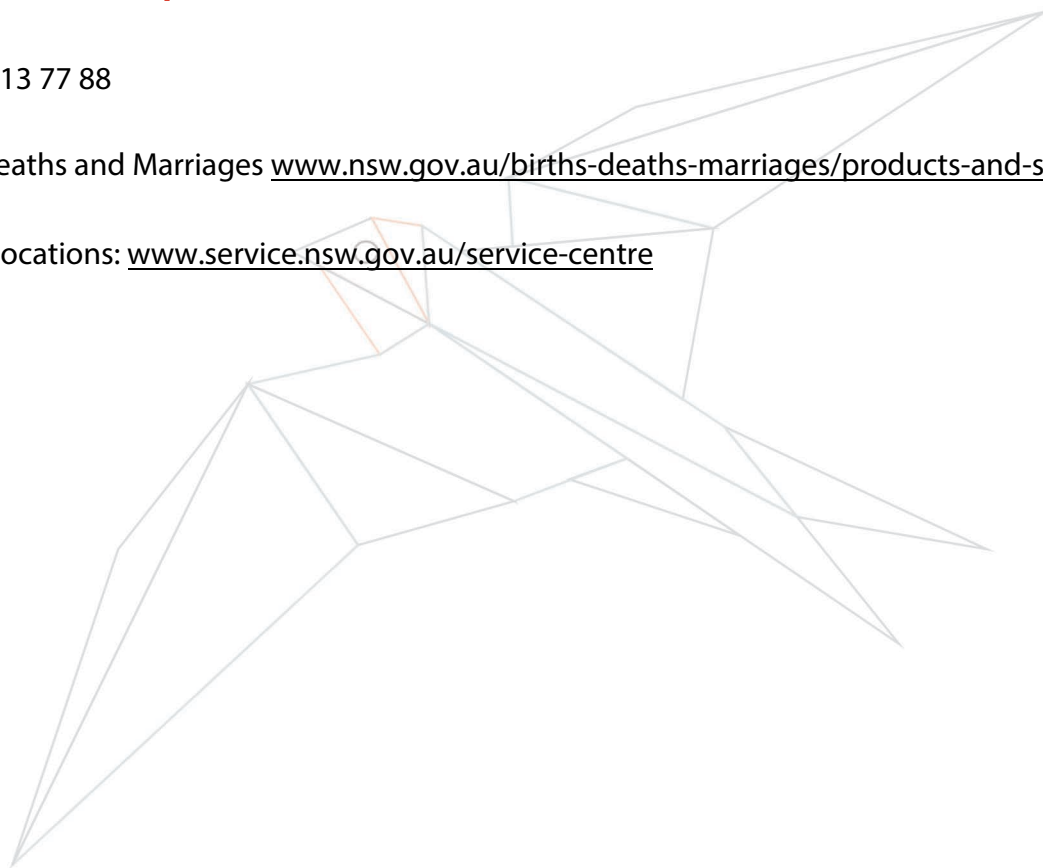 13 77 88
eaths and Marriages www.nsw.gov.au/births-deaths-marriages/products-and-s
ocations: www.service.nsw.gov.au/service-centre